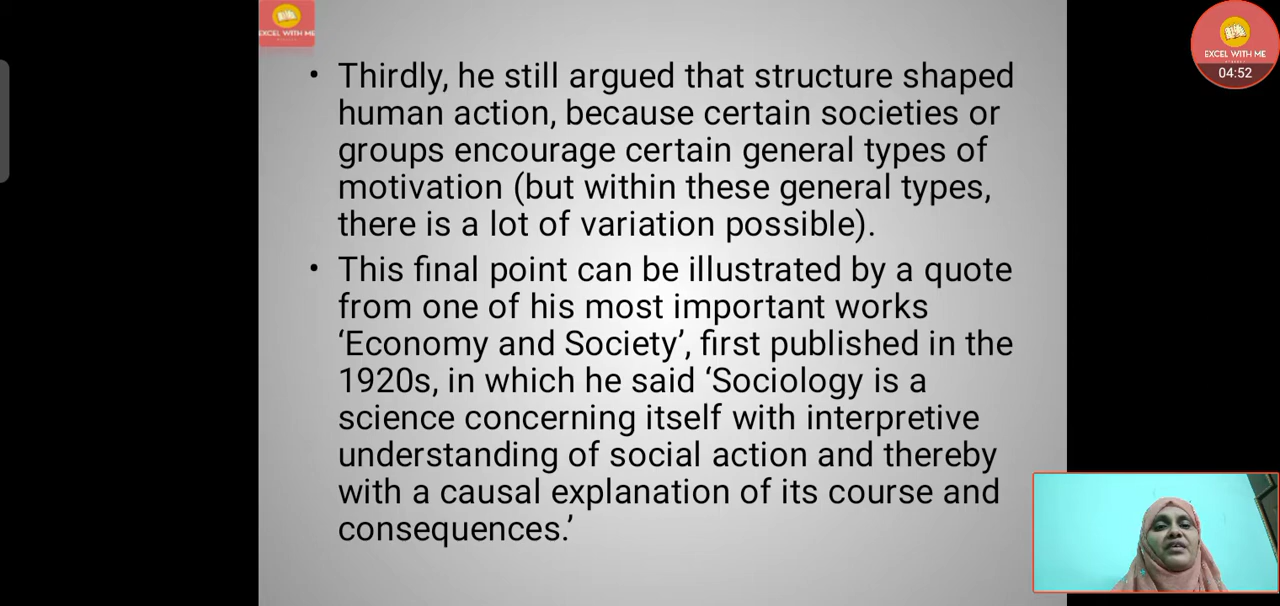 EXCEL WITH ME
• Thirdly, he still argued that structure shaped
human action, because certain societies or
groups encourage certain general types of
motivation (but within these general types,
there is a lot of variation possible).
• This final point can be illustrated by a quote
from one of his most important works
‘Economy and Society’, first published in the
1920s, in which he said ‘Sociology is a
science concerning itself with interpretive
understanding of social action and thereby
with a causal explanation of its course and
consequences.’
EXCEL WITH ME
04:52